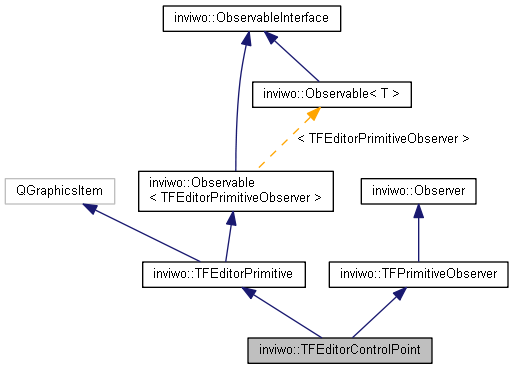 inviwo::ObservableInterface
inviwo::Observable< T >
< TFEditorPrimitiveObserver >
inviwo::Observable
< TFEditorPrimitiveObserver >
QGraphicsItem
inviwo::Observer
inviwo::TFEditorPrimitive
inviwo::TFPrimitiveObserver
inviwo::TFEditorControlPoint